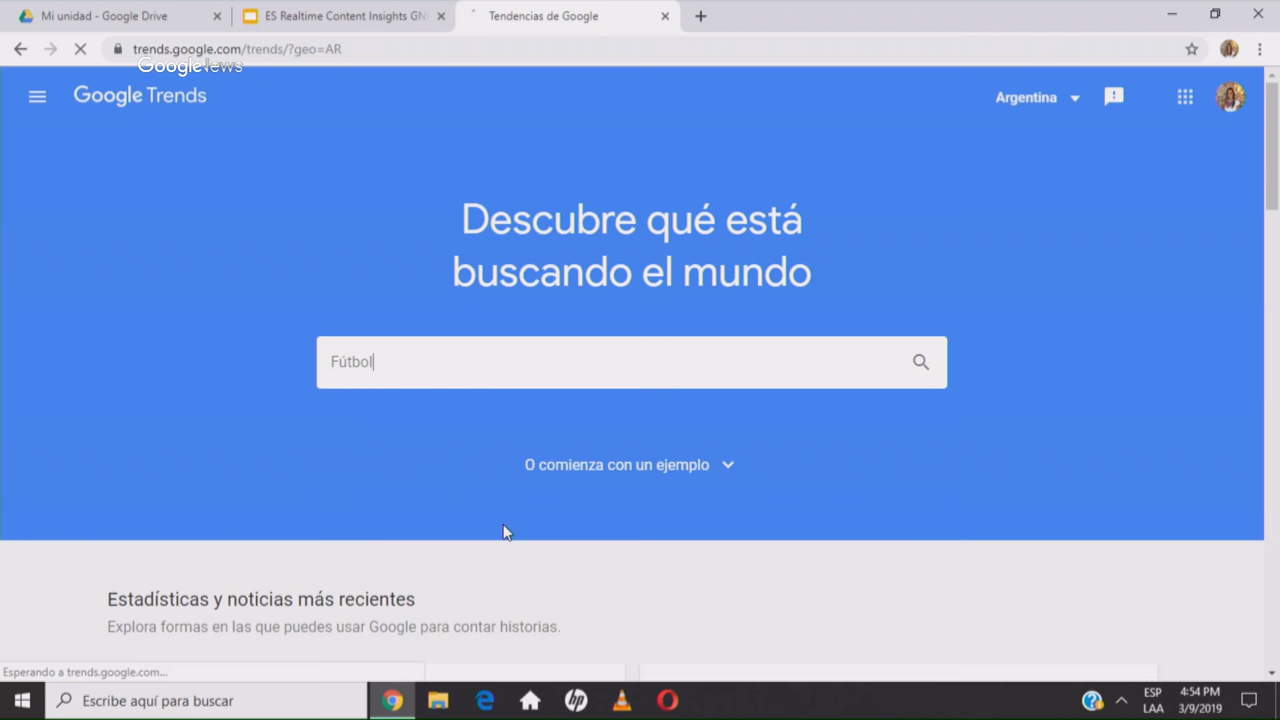 Mi unidad - Google Drive
ES Realtime Content Insights GN
Tendencias de Google
trends.google.com/trends/?geo=AR
Google News
Google Trends
Argentina
Descubre qué está
buscando el mundo
Fútbol
O comienza con un ejemplo
Estadísticas y noticias más recientes
Explora formas en las que puedes usar Google para contar historias.
Esperando a trends.google.com...
Escribe aquí para buscar
hp
ESP
LAA
4:54 PM
3/9/2019